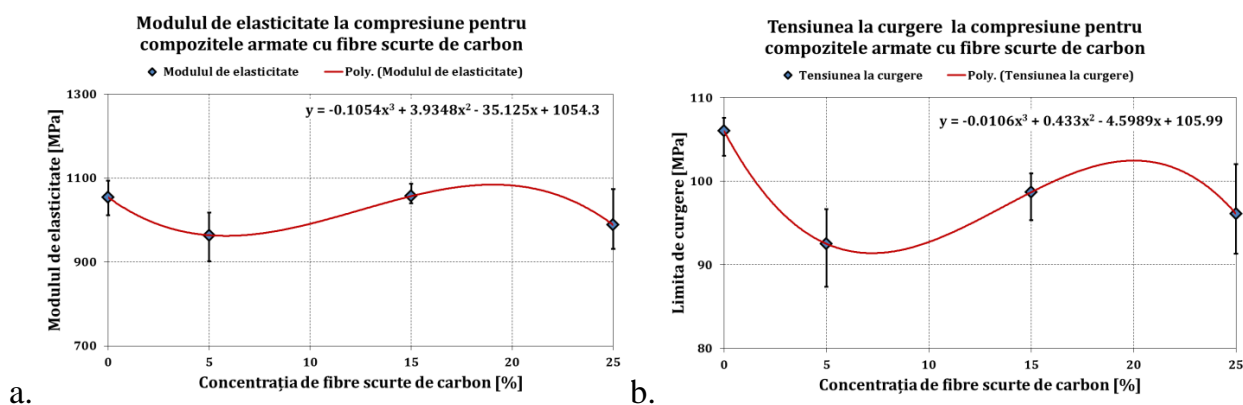 Modulul de elasticitate la compresiune pentru
compozitele armate cu fibre scurte de carbon
Modulul de elasticitate
Poly. (Modulul de elasticitate)
y = -0.1054x³ + 3.9348x² - 35.125x + 1054.3
Modulul de elasticitate [MPa]
1300
1100
900
700
0 5 10 15 20 25
Concentrația de fibre scurte de carbon [%]
a.
Tensiunea la curgere la compresiune pentru
compozitele armate cu fibre scurte de carbon
Tensiunea la curgere
Poly. (Tensiunea la curgere)
y = -0.0106x³ + 0.433x² - 4.5989x + 105.99
Limita de curgere [MPa]
110
100
90
80
0 5 10 15 20 25
Concentrația de fibre scurte de carbon [%]
b.